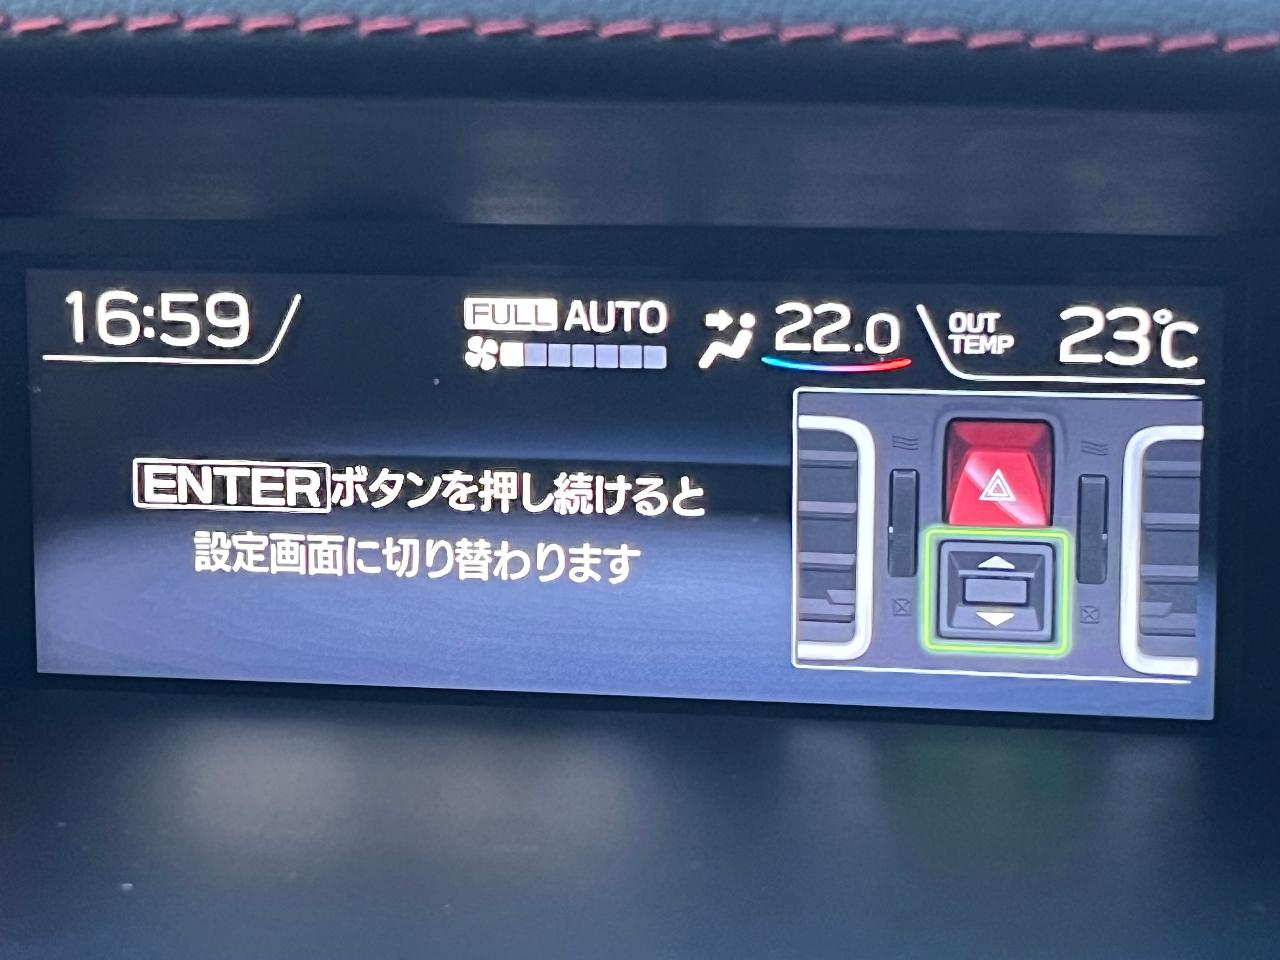 16:59
FULL AUTO
22.0
OUT TEMP 23℃
ENTERボタンを押し続けると
設定画面に切り替わります